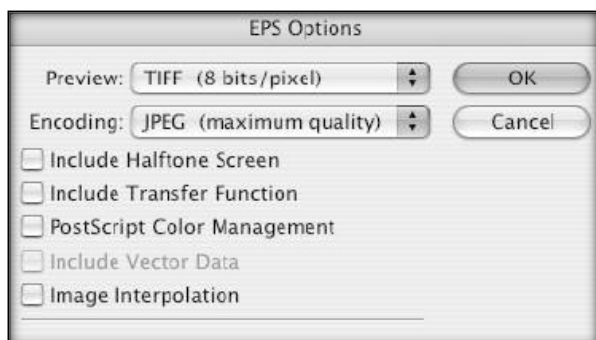 EPS Options
Preview: TIFF (8 bits/pixel) OK
Encoding: JPEG (maximum quality) Cancel
Include Halftone Screen
Include Transfer Function
PostScript Color Management
Include Vector Data
Image Interpolation